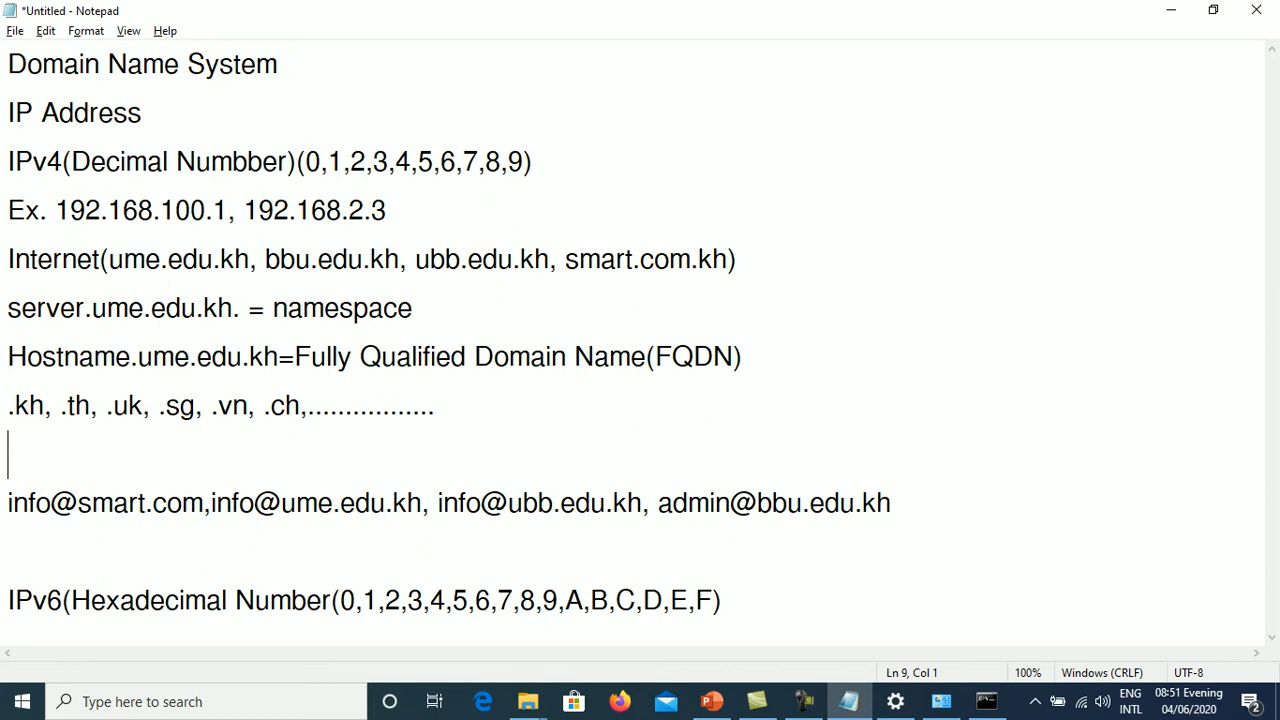 *Untitled - Notepad
File Edit Format View Help
Domain Name System
IP Address
IPv4(Decimal Numbber)(0,1,2,3,4,5,6,7,8,9)
Ex. 192.168.100.1, 192.168.2.3
Internet(ume.edu.kh, bbu.edu.kh, ubb.edu.kh, smart.com.kh)
server.ume.edu.kh. = namespace
Hostname.ume.edu.kh=Fully Qualified Domain Name(FQDN)
.kh, .th, .uk, .sg, .vn, .ch,.................
info@smart.com,info@ume.edu.kh, info@ubb.edu.kh, admin@bbu.edu.kh
IPv6(Hexadecimal Number(0,1,2,3,4,5,6,7,8,9,A,B,C,D,E,F)
Ln 9, Col 1 100% Windows (CRLF) UTF-8
Type here to search
ENG 08:51 Evening
INTL 04/06/2020 2